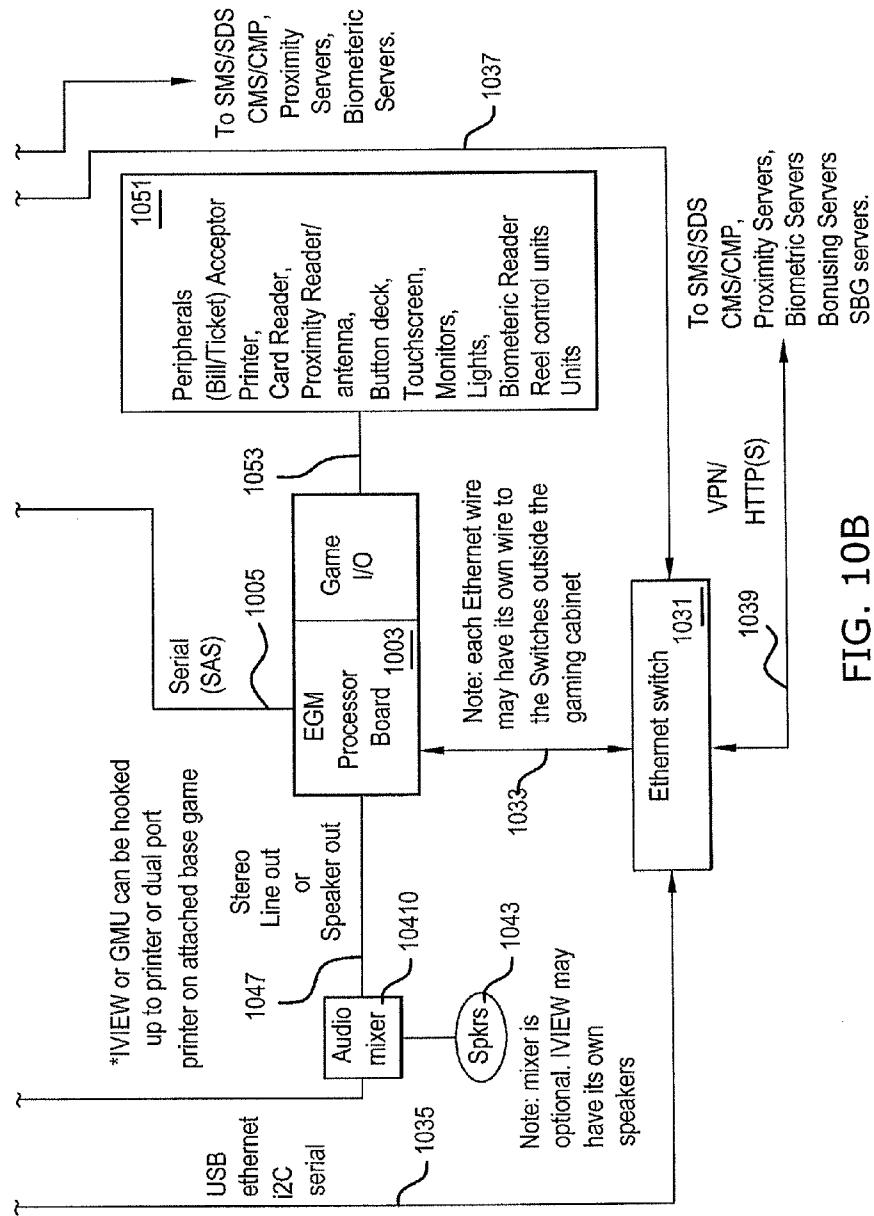 *IVIEW or GMU can be hooked
up to printer or dual port
printer on attached base game
USB
ethernet
i2C
serial
1035
Serial
(SAS)
1005
Stereo
Line out
or
Speaker out
1047
Audio
mixer
10410
Spkrs
1043
Note: mixer is
optional. IVIEW may
have its own
speakers
EGM
Processor
Board
1003
Game
I/O
1053
1051
Peripherals
(Bill/Ticket) Acceptor
Printer,
Card Reader,
Proximity Reader/
antenna,
Button deck,
Touchscreen,
Monitors,
Lights,
Biometeric Reader
Reel control units
Units
To SMS/SDS
CMS/CMP,
Proximity
Servers,
Biometeric
Servers.
1037
Note: each Ethernet wire
may have its own wire to
the Switches outside the
gaming cabinet
1033
Ethernet switch
1031
VPN/
HTTP(S)
1039
To SMS/SDS
CMS/CMP,
Proximity Servers,
Biometric Servers
Bonusing Servers
SBG servers.
FIG. 10B